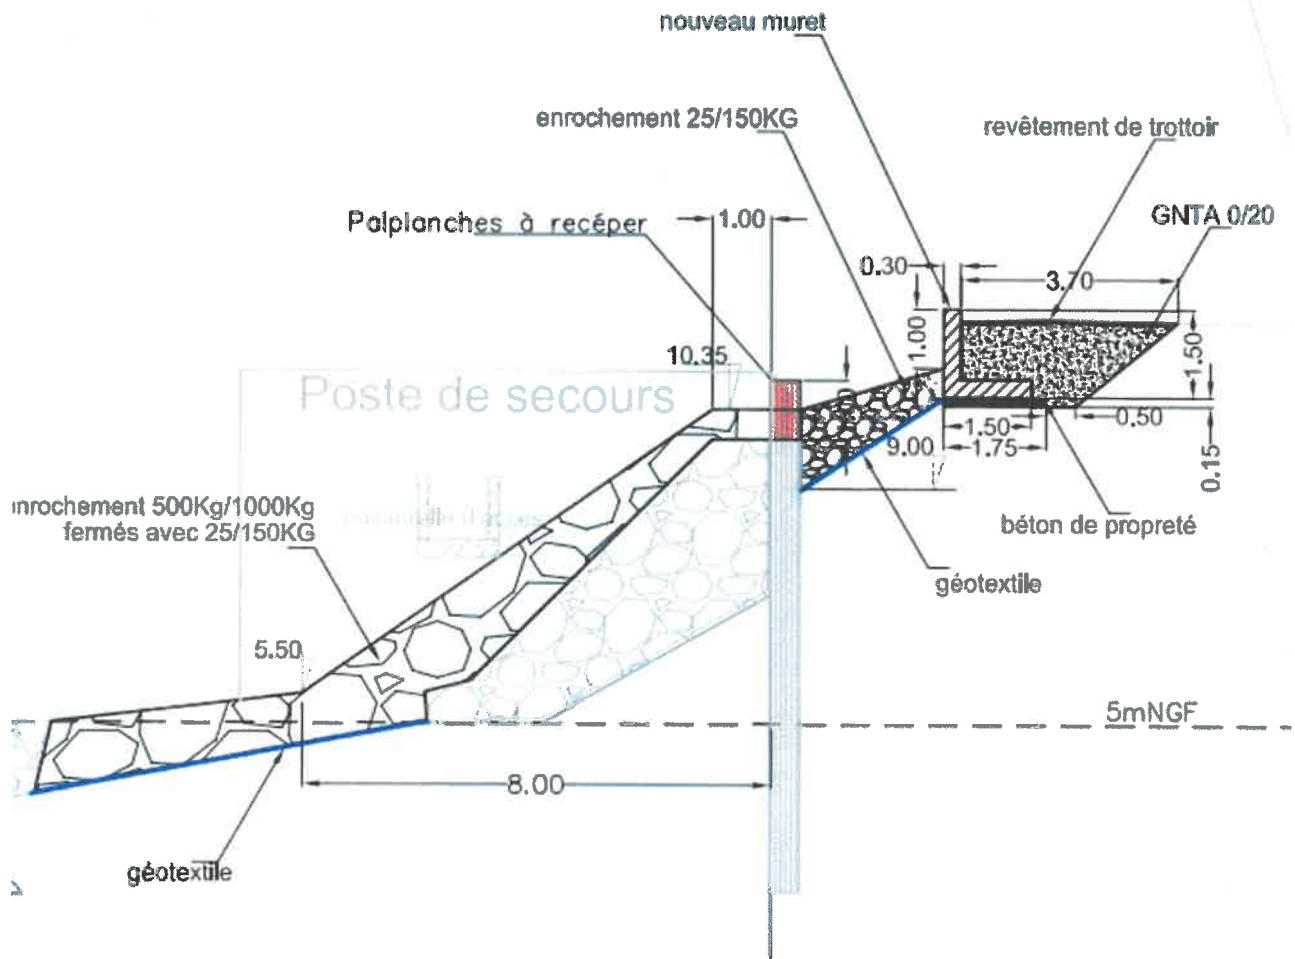 nouveau muret
enrochement 25/150KG
revêtement de trottoir
Palplanches à recéper
1.00
GNTA 0/20
0.30
3.70
10.35
1.00
1.50
Poste de secours
1.50
0.50
9.00
1.75
0.15
nrochement 500Kg/1000Kg
fermés avec 25/150KG
béton de propreté
géotextile
5.50
5mNGF
8.00
géotextile